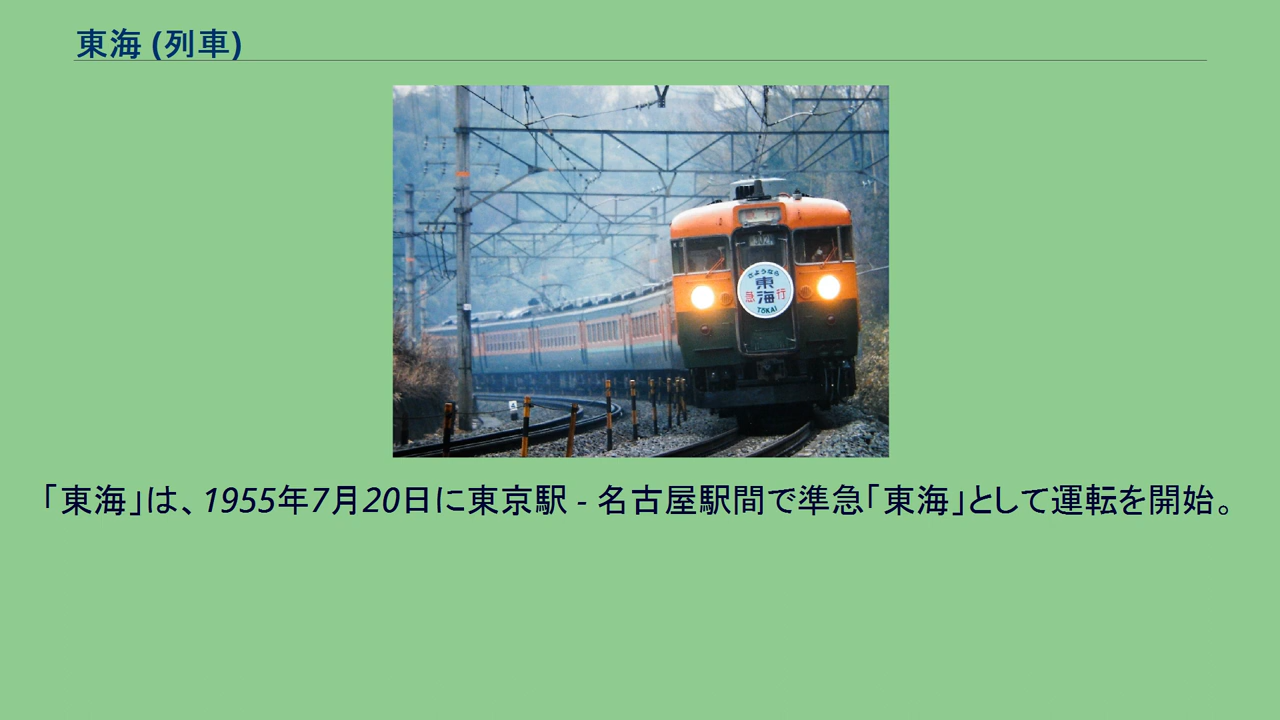 東海 (列車)
さようなら
東
急海行
TŌKAI
4
「東海」は、1955年7月20日に東京駅 - 名古屋駅間で準急「東海」として運転を開始。